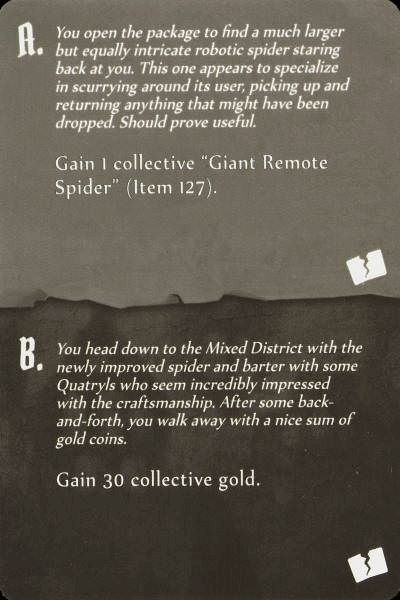 A.
You open the package to find a much larger
but equally intricate robotic spider staring
back at you. This one appears to specialize
in scurrying around its user, picking up and
returning anything that might have been
dropped. Should prove useful.
Gain 1 collective “Giant Remote
Spider” (Item 127).
B.
You head down to the Mixed District with the
newly improved spider and barter with some
Quatryls who seem incredibly impressed
with the craftsmanship. After some back-
and-forth, you walk away with a nice sum of
gold coins.
Gain 30 collective gold.